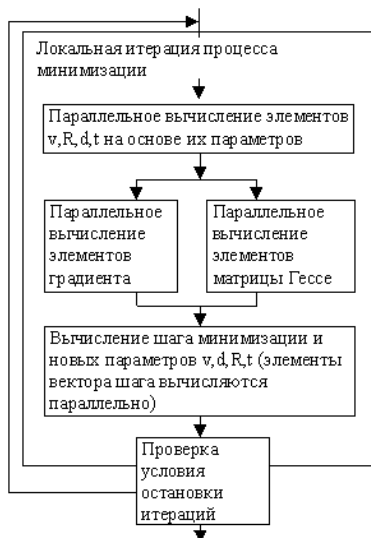 Локальная итерация процесса
минимизации
Параллельное вычисление элементов
v,R,d,t на основе их параметров
Параллельное
вычисление
элементов
градиента
Параллельное
вычисление
элементов
матрицы Гессе
Вычисление шага минимизации и
новых параметров v,d,R,t (элементы
вектора шага вычисляются
параллельно)
Проверка
условия
остановки
итераций